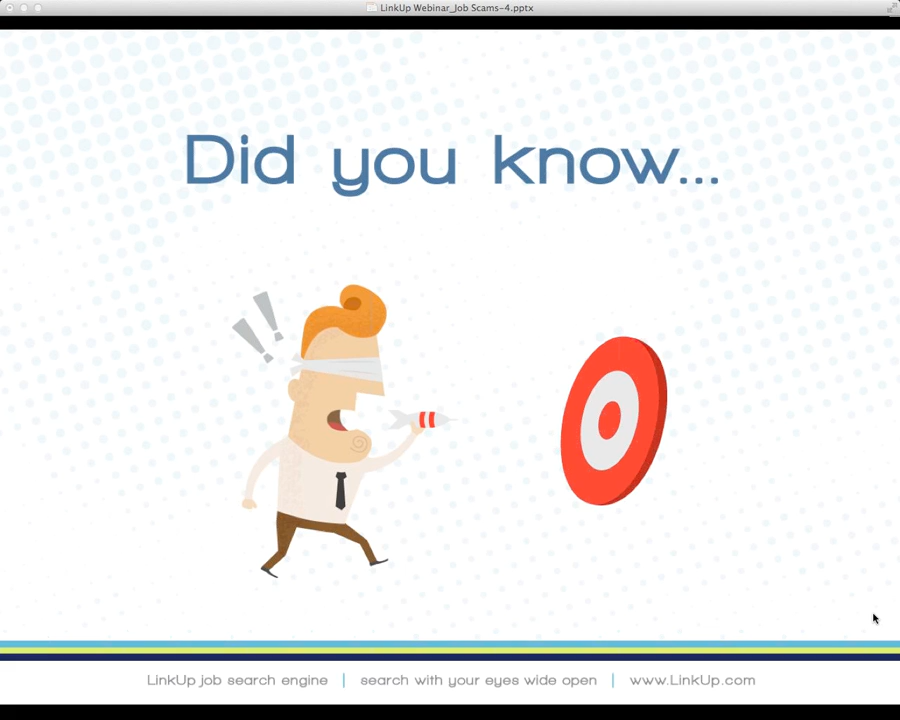 LinkUp Webinar_Job Scams-4.pptx
Did you know...
LinkUp job search engine | search with your eyes wide open | www.LinkUp.com